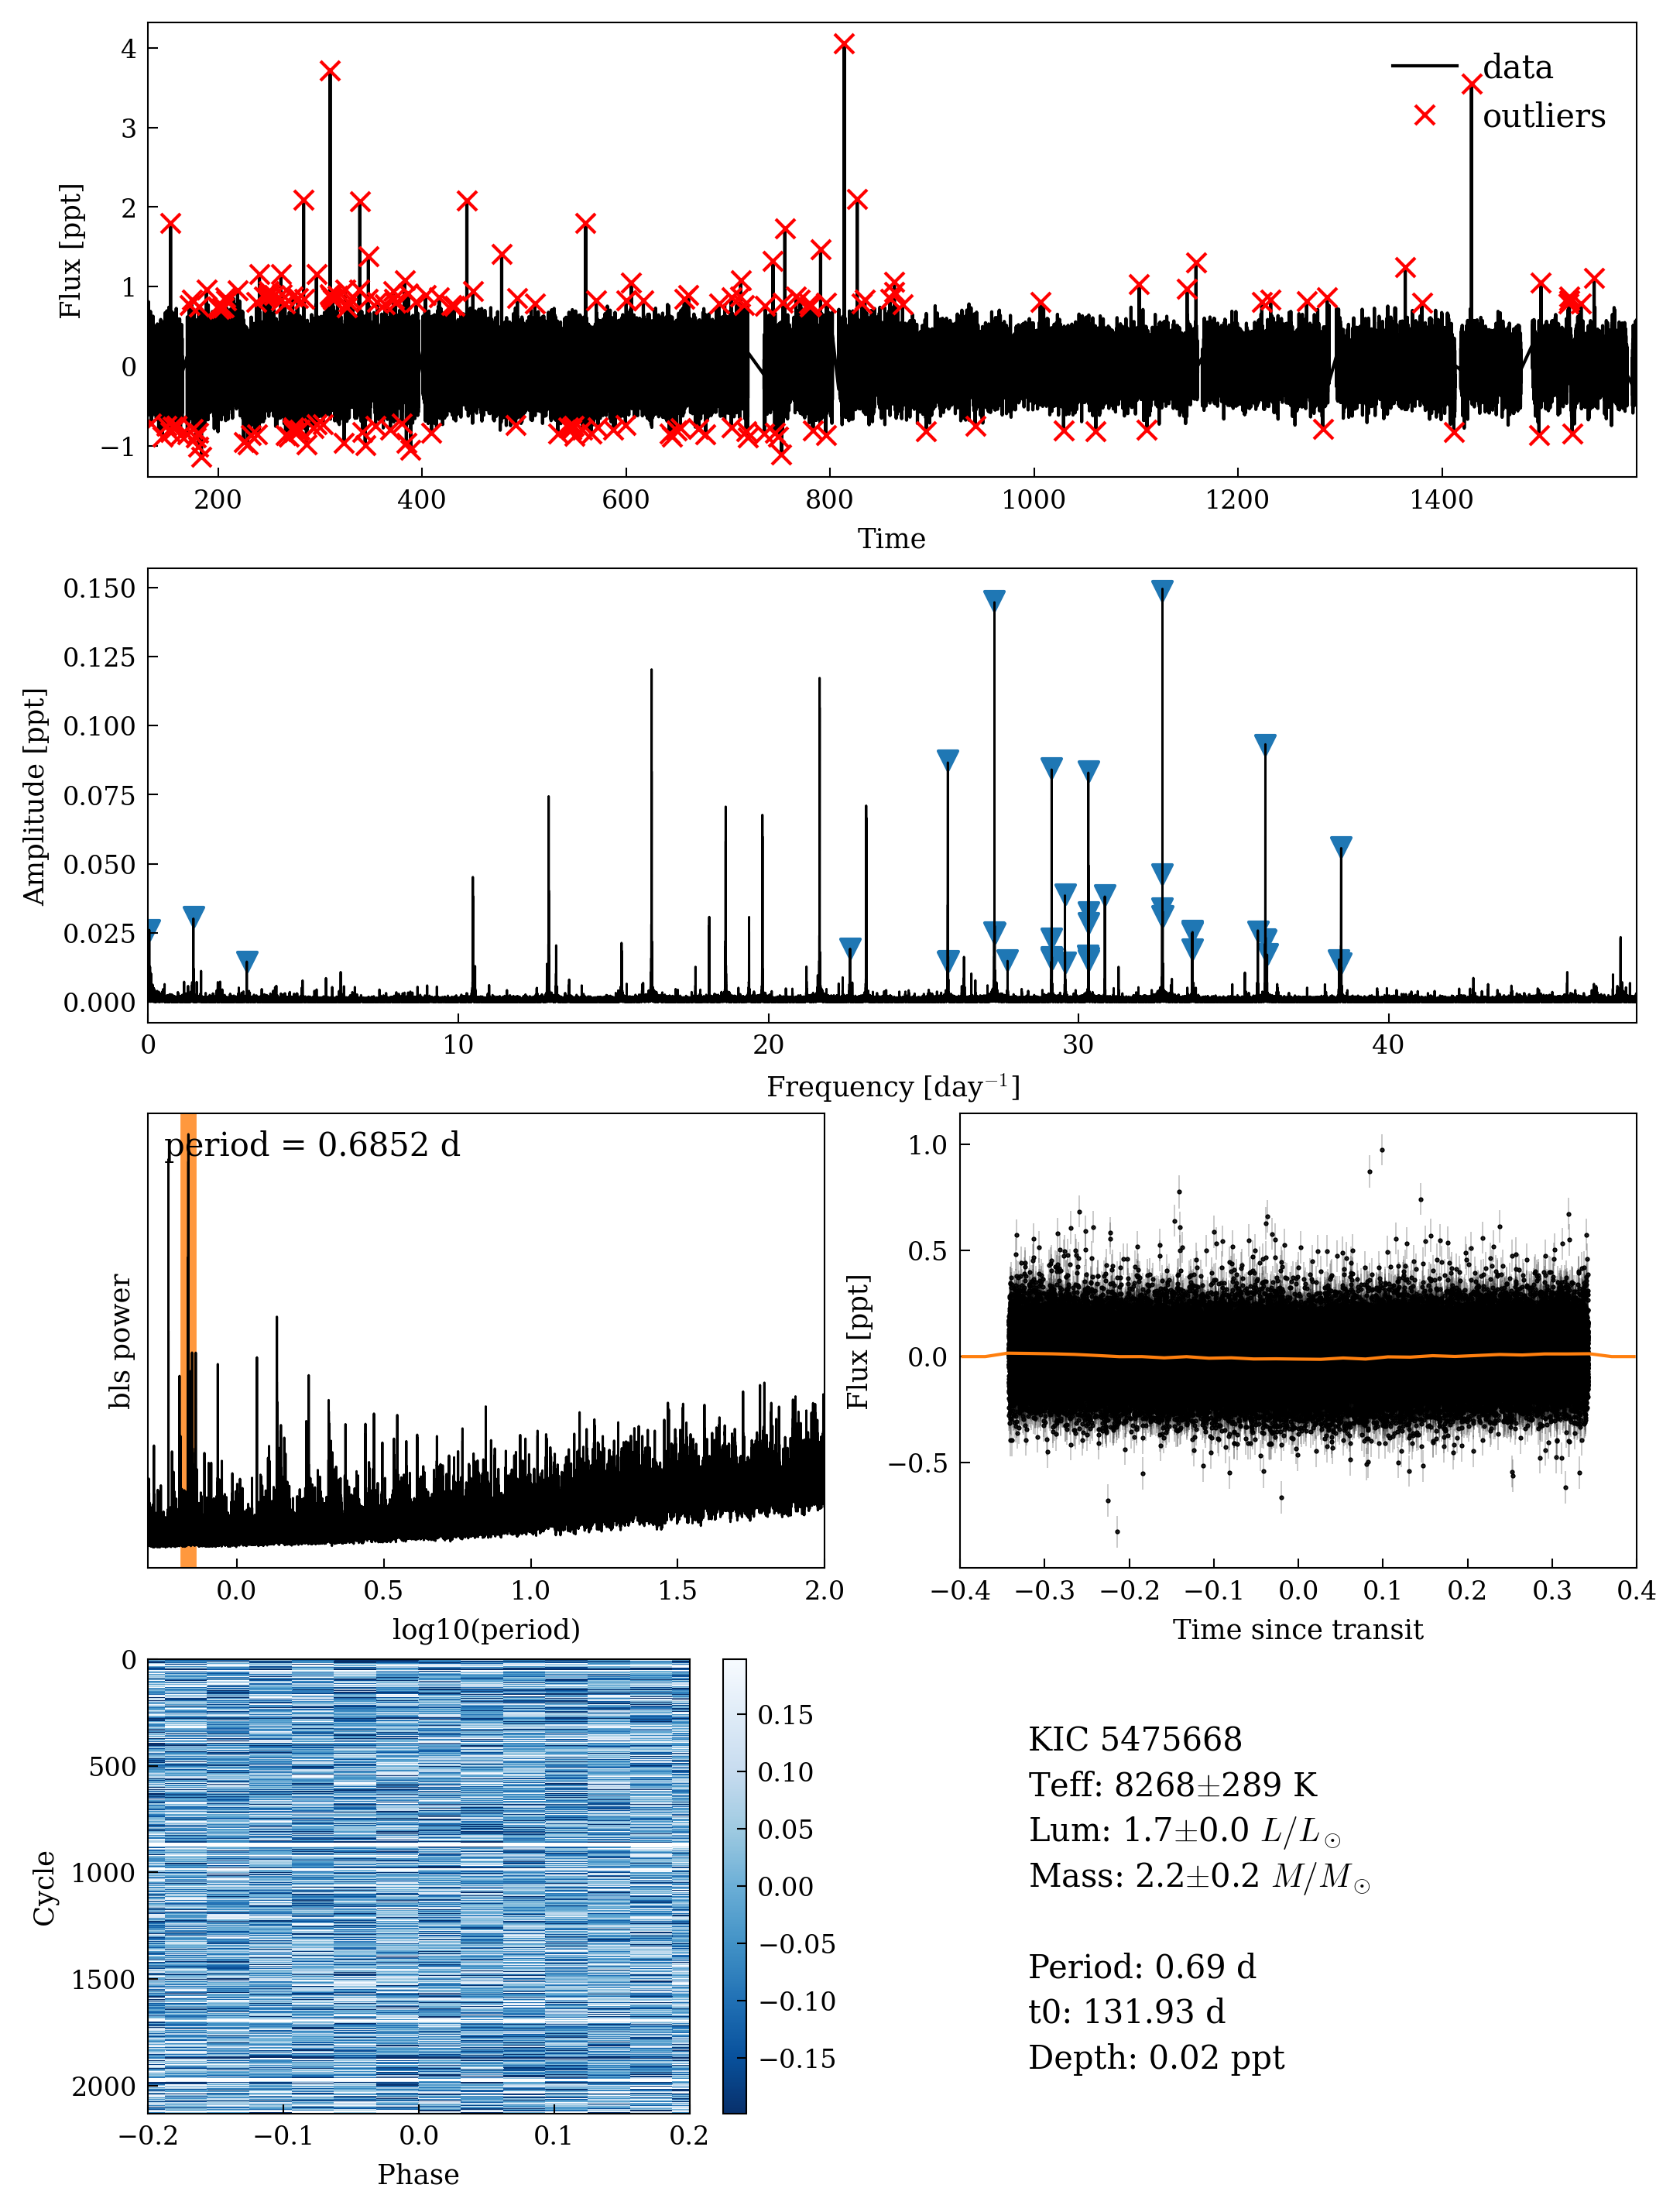 4
3
2
1
0
−1
Flux [ppt]
data
outliers
200 400 600 800 1000 1200 1400
Time
0.150
0.125
0.100
0.075
0.050
0.025
0.000
Amplitude [ppt]
0 10 20 30 40
Frequency [day⁻¹]
period = 0.6852 d
bls power
0.0 0.5 1.0 1.5 2.0
log10(period)
1.0
0.5
0.0
−0.5
Flux [ppt]
−0.4 −0.3 −0.2 −0.1 0.0 0.1 0.2 0.3 0.4
Time since transit
0
500
1000
1500
2000
Cycle
−0.2 −0.1 0.0 0.1 0.2
Phase
0.15
0.10
0.05
0.00
−0.05
−0.10
−0.15
KIC 5475668
Teff: 8268±289 K
Lum: 1.7±0.0 L/L☉
Mass: 2.2±0.2 M/M☉
Period: 0.69 d
t0: 131.93 d
Depth: 0.02 ppt